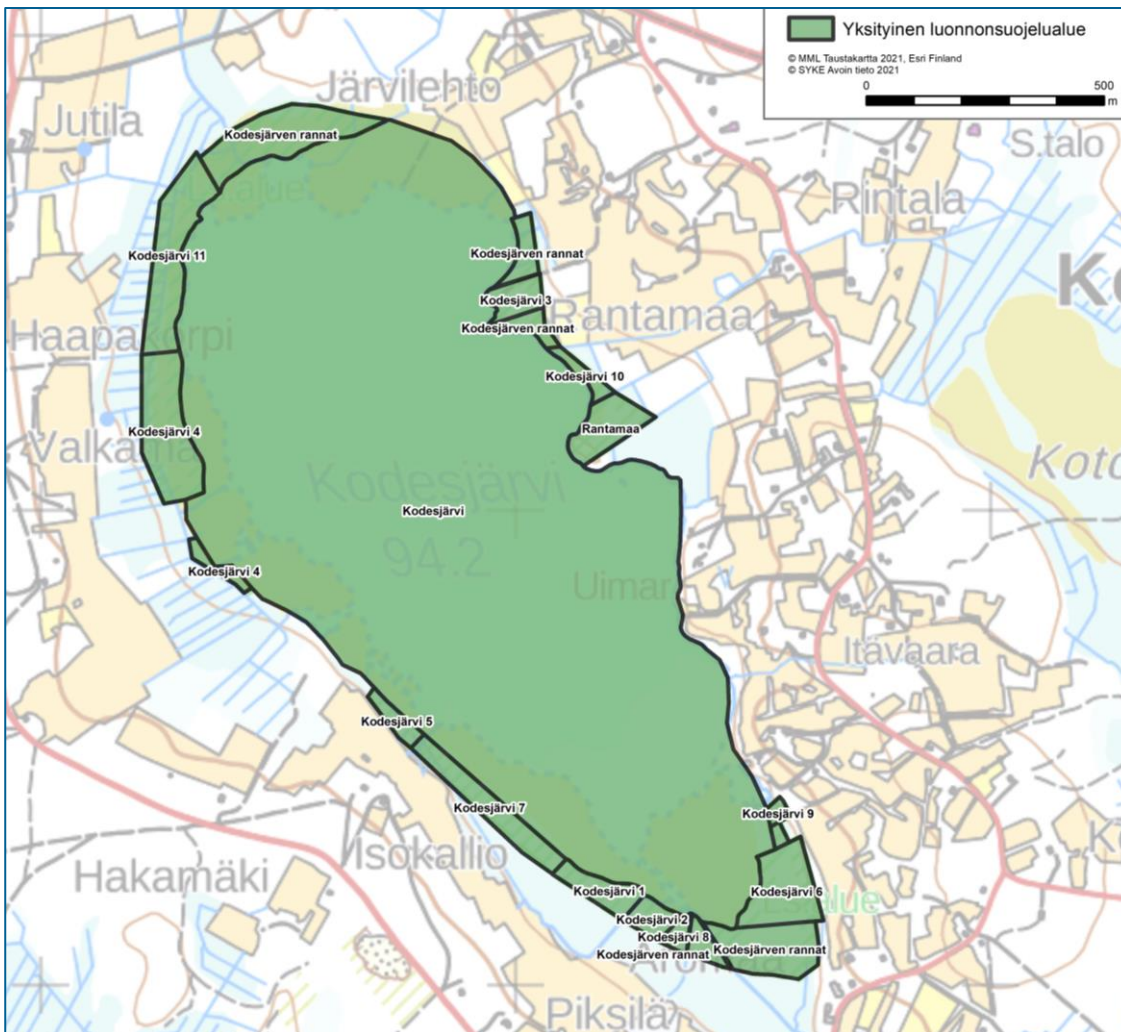 Yksityinen luonnonsuojelualue
© MML Taustakartta 2021, Esri Finland
© SYKE Avoin tieto 2021
0 500
m
Järvilehto
Jutila
Kodesjärven rannat
S.talo
Rintala
Kodesjärvi 11
Kodesjärven rannat
Kodesjärvi 3
Rantamaa
Haapakorpi
Kodesjärven rannat
Kodesjärvi 10
Rantamaa
Kodesjärvi 4
Valkama
Kodesjärvi
94.2
Kodesjärvi
Kodesjärvi 4
Uimar
Itävaara
Kodesjärvi 5
Kodesjärvi 7
Kodesjärvi 9
Isokallio
Hakamäki
Kodesjärvi 1
Kodesjärvi 6
Kodesjärvi 2
Kodesjärvi 8
Kodesjärven rannat
Kodesjärven rannat
Piksilä